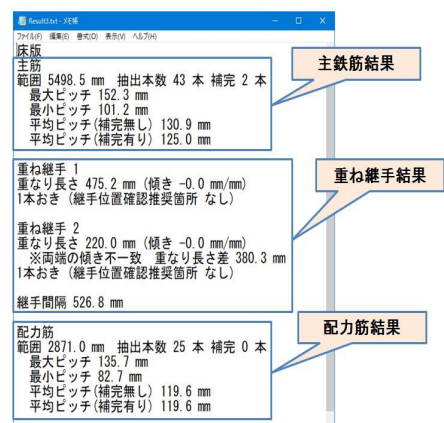 Result3.txt - メモ帳
ファイル(F) 編集(E) 書式(O) 表示(V) ヘルプ(H)
床版
主筋
範囲 5498.5 mm 抽出本数 43 本 補完 2 本
最大ピッチ 152.3 mm
最小ピッチ 101.2 mm
平均ピッチ(補完無し) 130.9 mm
平均ピッチ(補完有り) 125.0 mm
主鉄筋結果
重ね継手 1
重なり長さ 475.2 mm (傾き -0.0 mm/mm)
1本おき (継手位置確認推奨箇所 なし)
重ね継手 2
重なり長さ 220.0 mm (傾き -0.0 mm/mm)
※両端の傾き不一致 重なり長さ差 380.3 mm
1本おき (継手位置確認推奨箇所 なし)
継手間隔 526.8 mm
重ね継手結果
配力筋
範囲 2871.0 mm 抽出本数 25 本 補完 0 本
最大ピッチ 135.7 mm
最小ピッチ 82.7 mm
平均ピッチ(補完無し) 119.6 mm
平均ピッチ(補完有り) 119.6 mm
配力筋結果